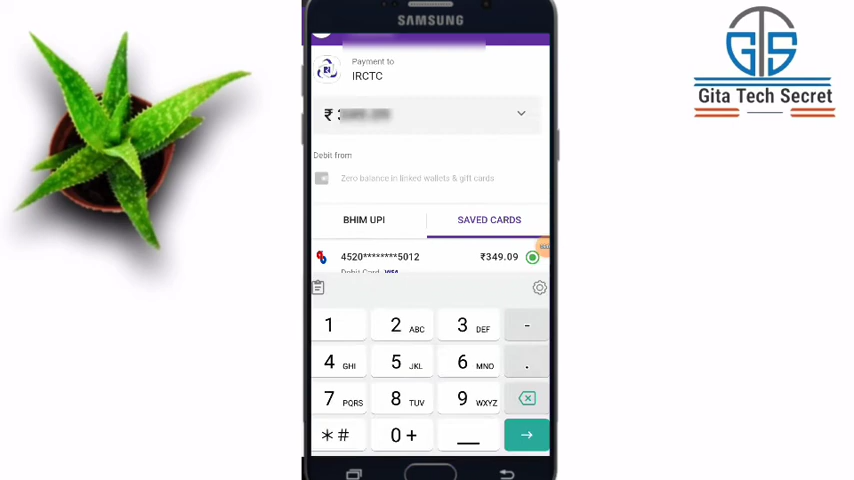 SAMSUNG
Payment to
IRCTC
₹
Debit from
Zero balance in linked wallets & gift cards
BHIM UPI
SAVED CARDS
4520********5012
₹349.09
Debit Card VISA
1
2 ABC
3 DEF
-
4 GHI
5 JKL
6 MNO
.
7 PQRS
8 TUV
9 WXYZ
*#
0 +
GTS
Gita Tech Secret